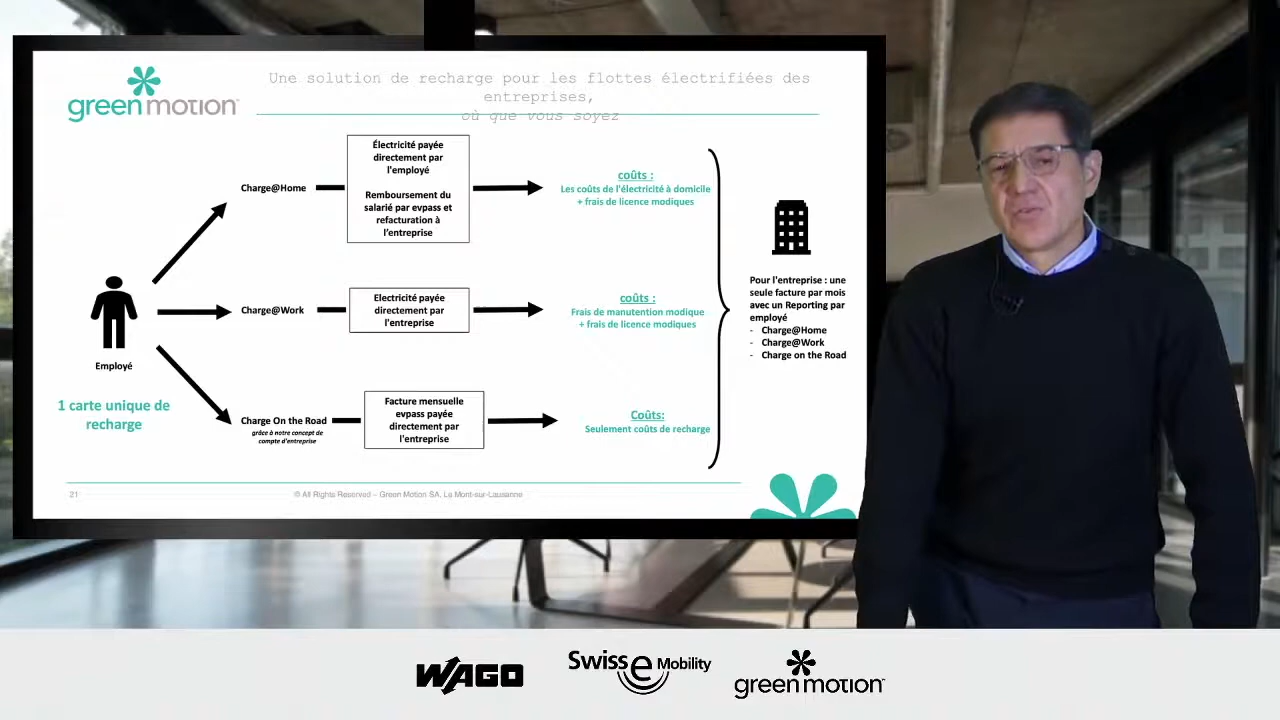 green motion
Une solution de recharge pour les flottes électrifiées des
entreprises,
où que vous soyez
Électricité payée
directement par
l'employé
Remboursement du
salarié par evpass et
refacturation à
l'entreprise
Charge@Home
coûts :
Les coûts de l'électricité à domicile
+ frais de licence modiques
Charge@Work
Electricité payée
directement par
l'entreprise
coûts :
Frais de manutention modique
+ frais de licence modiques
Employé
1 carte unique de
recharge
Charge On the Road
grâce à notre concept de
compte d'entreprise
Facture mensuelle
evpass payée
directement par
l'entreprise
Coûts:
Seulement coûts de recharge
Pour l'entreprise : une
seule facture par mois
avec un Reporting par
employé
- Charge@Home
- Charge@Work
- Charge on the Road
21
© All Rights Reserved – Green Motion SA, Le Mont-sur-Lausanne
WAGO
Swiss e Mobility
green motion